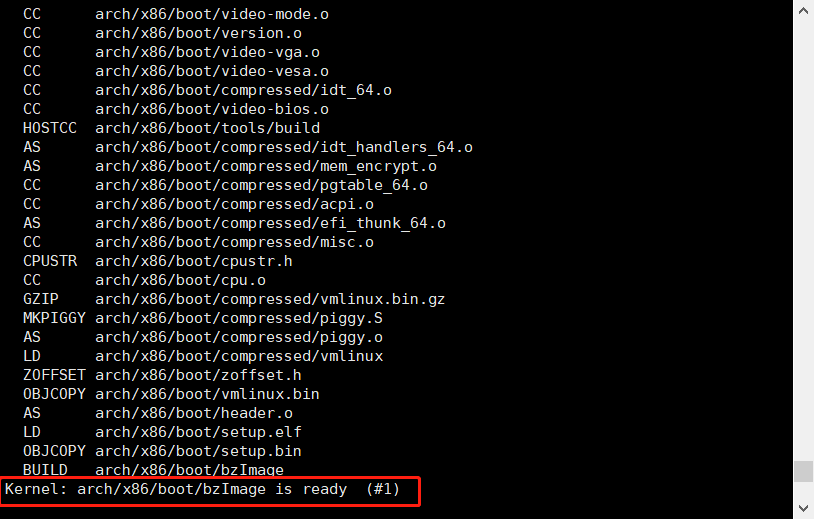 CC arch/x86/boot/video-mode.o
CC arch/x86/boot/version.o
CC arch/x86/boot/video-vga.o
CC arch/x86/boot/video-vesa.o
CC arch/x86/boot/compressed/idt_64.o
CC arch/x86/boot/video-bios.o
HOSTCC arch/x86/boot/tools/build
AS arch/x86/boot/compressed/idt_handlers_64.o
AS arch/x86/boot/compressed/mem_encrypt.o
CC arch/x86/boot/compressed/pgtable_64.o
CC arch/x86/boot/compressed/acpi.o
AS arch/x86/boot/compressed/efi_thunk_64.o
CC arch/x86/boot/compressed/misc.o
CPUSTR arch/x86/boot/cpustr.h
CC arch/x86/boot/cpu.o
GZIP arch/x86/boot/compressed/vmlinux.bin.gz
MKPIGGY arch/x86/boot/compressed/piggy.S
AS arch/x86/boot/compressed/piggy.o
LD arch/x86/boot/compressed/vmlinux
ZOFFSET arch/x86/boot/zoffset.h
OBJCOPY arch/x86/boot/vmlinux.bin
AS arch/x86/boot/header.o
LD arch/x86/boot/setup.elf
OBJCOPY arch/x86/boot/setup.bin
BUILD arch/x86/boot/bzImage
Kernel: arch/x86/boot/bzImage is ready (#1)